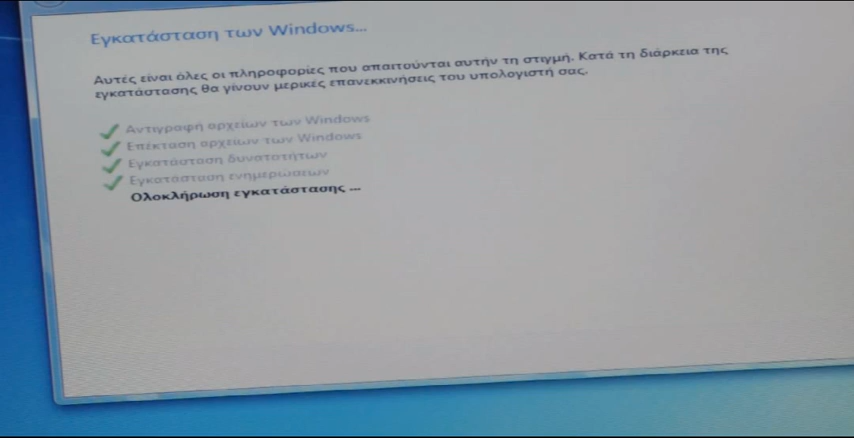 Εγκατάσταση των Windows...
Αυτές είναι όλες οι πληροφορίες που απαιτούνται αυτήν τη στιγμή. Κατά τη διάρκεια της
εγκατάστασης θα γίνουν μερικές επανεκκινήσεις του υπολογιστή σας.
Αντιγραφή αρχείων των Windows
Επέκταση αρχείων των Windows
Εγκατάσταση δυνατοτήτων
Εγκατάσταση ενημερώσεων
Ολοκλήρωση εγκατάστασης ...